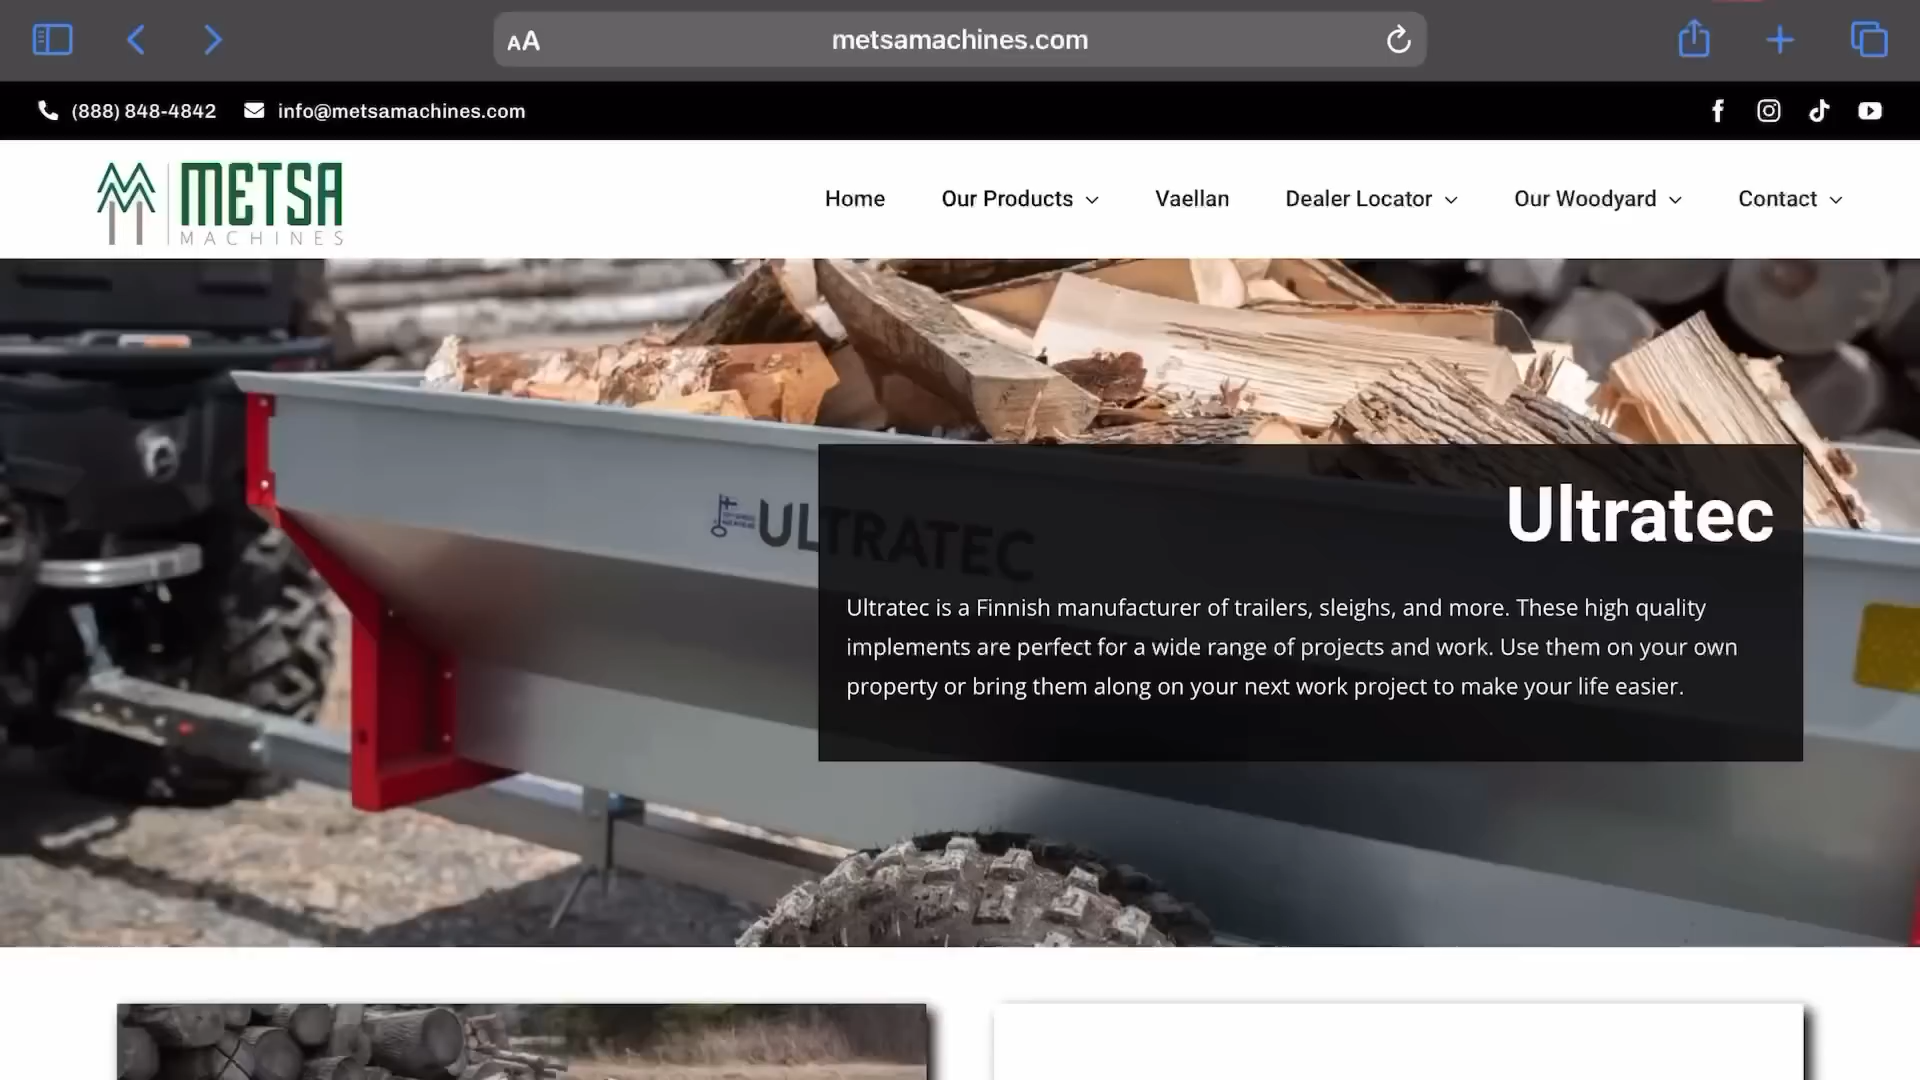 AA
metsamachines.com
(888) 848-4842
info@metsamachines.com
METSA
MACHINES
Home
Our Products
Vaellan
Dealer Locator
Our Woodyard
Contact
ULTRATEC
Ultratec
Ultratec is a Finnish manufacturer of trailers, sleighs, and more. These high quality
implements are perfect for a wide range of projects and work. Use them on your own
property or bring them along on your next work project to make your life easier.